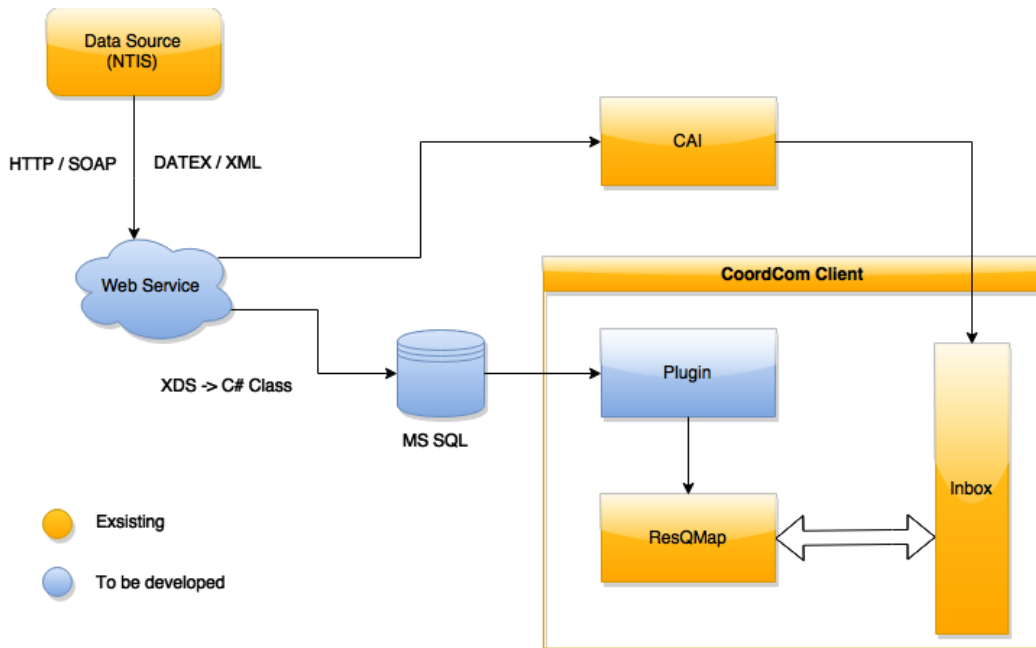 Data Source
(NTIS)
HTTP / SOAP
DATEX / XML
CAI
Web Service
CoordCom Client
XDS -> C# Class
MS SQL
Plugin
Inbox
ResQMap
Exsisting
To be developed